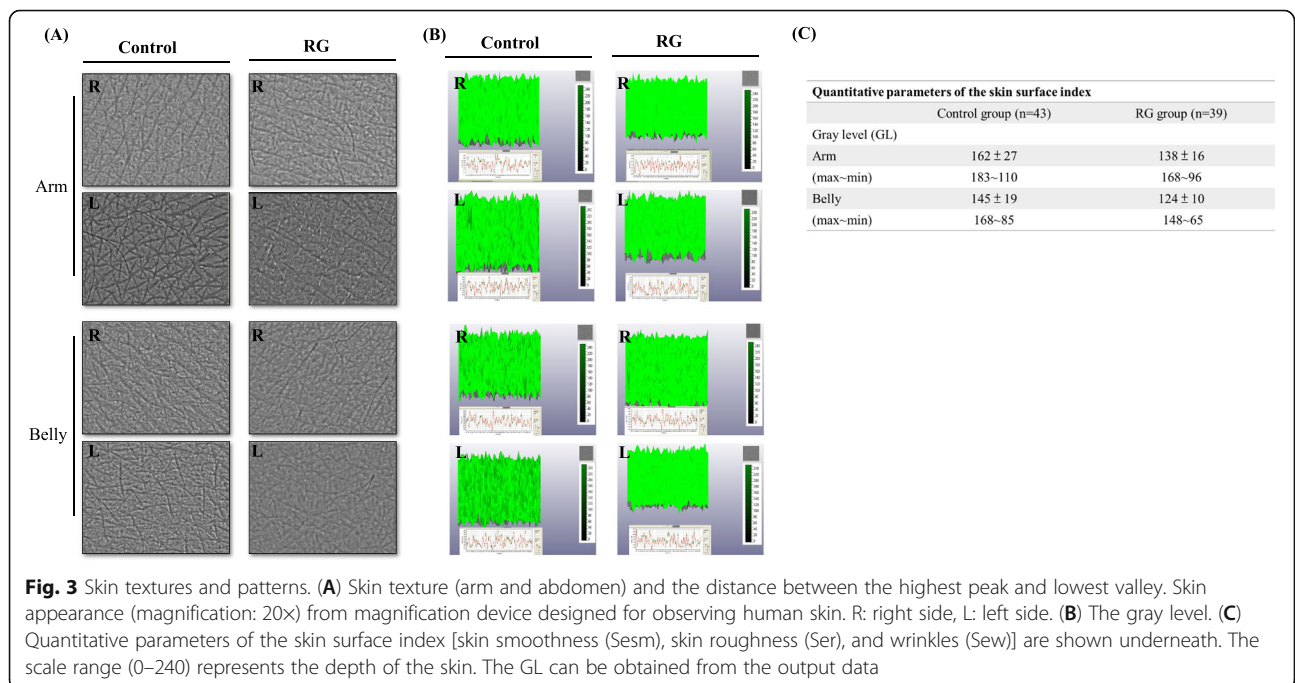 (A)
Control
RG
R
R
Arm
L
L
R
R
Belly
L
L
(B)
Control
RG
R
R
L
L
R
R
L
L
(C)
Quantitative parameters of the skin surface index
Control group (n=43) RG group (n=39)
Gray level (GL)
Arm 162 ± 27 138 ± 16
(max~min) 183~110 168~96
Belly 145 ± 19 124 ± 10
(max~min) 168~85 148~65
Fig. 3 Skin textures and patterns. (A) Skin texture (arm and abdomen) and the distance between the highest peak and lowest valley. Skin
appearance (magnification: 20×) from magnification device designed for observing human skin. R: right side, L: left side. (B) The gray level. (C)
Quantitative parameters of the skin surface index [skin smoothness (Sesm), skin roughness (Ser), and wrinkles (Sew)] are shown underneath. The
scale range (0–240) represents the depth of the skin. The GL can be obtained from the output data